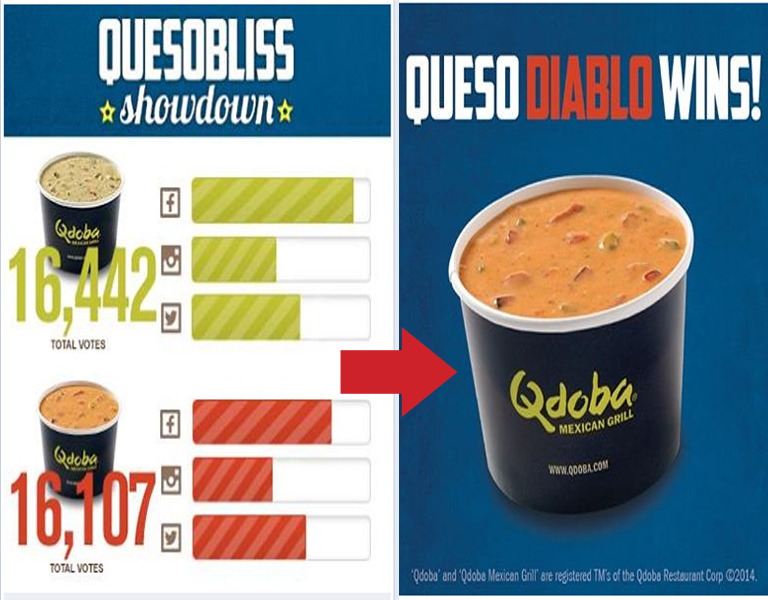 QUESOBLISS
showdown
Qdoba
MEXICAN GRILL
16,442
TOTAL VOTES
Qdoba
MEXICAN GRILL
16,107
TOTAL VOTES
QUESO DIABLO WINS!
Qdoba®
MEXICAN GRILL
WWW.QDOBA.COM
'Qdoba' and 'Qdoba Mexican Grill' are registered TM's of the Qdoba Restaurant Corp ©2014.